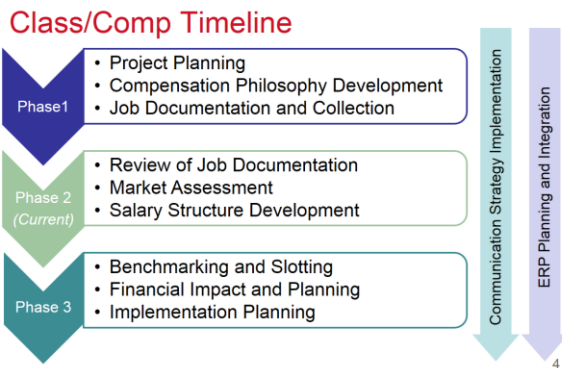 Class/Comp Timeline
Phase1
• Project Planning
• Compensation Philosophy Development
• Job Documentation and Collection
Phase 2
(Current)
• Review of Job Documentation
• Market Assessment
• Salary Structure Development
Phase 3
• Benchmarking and Slotting
• Financial Impact and Planning
• Implementation Planning
Communication Strategy Implementation
ERP Planning and Integration
4